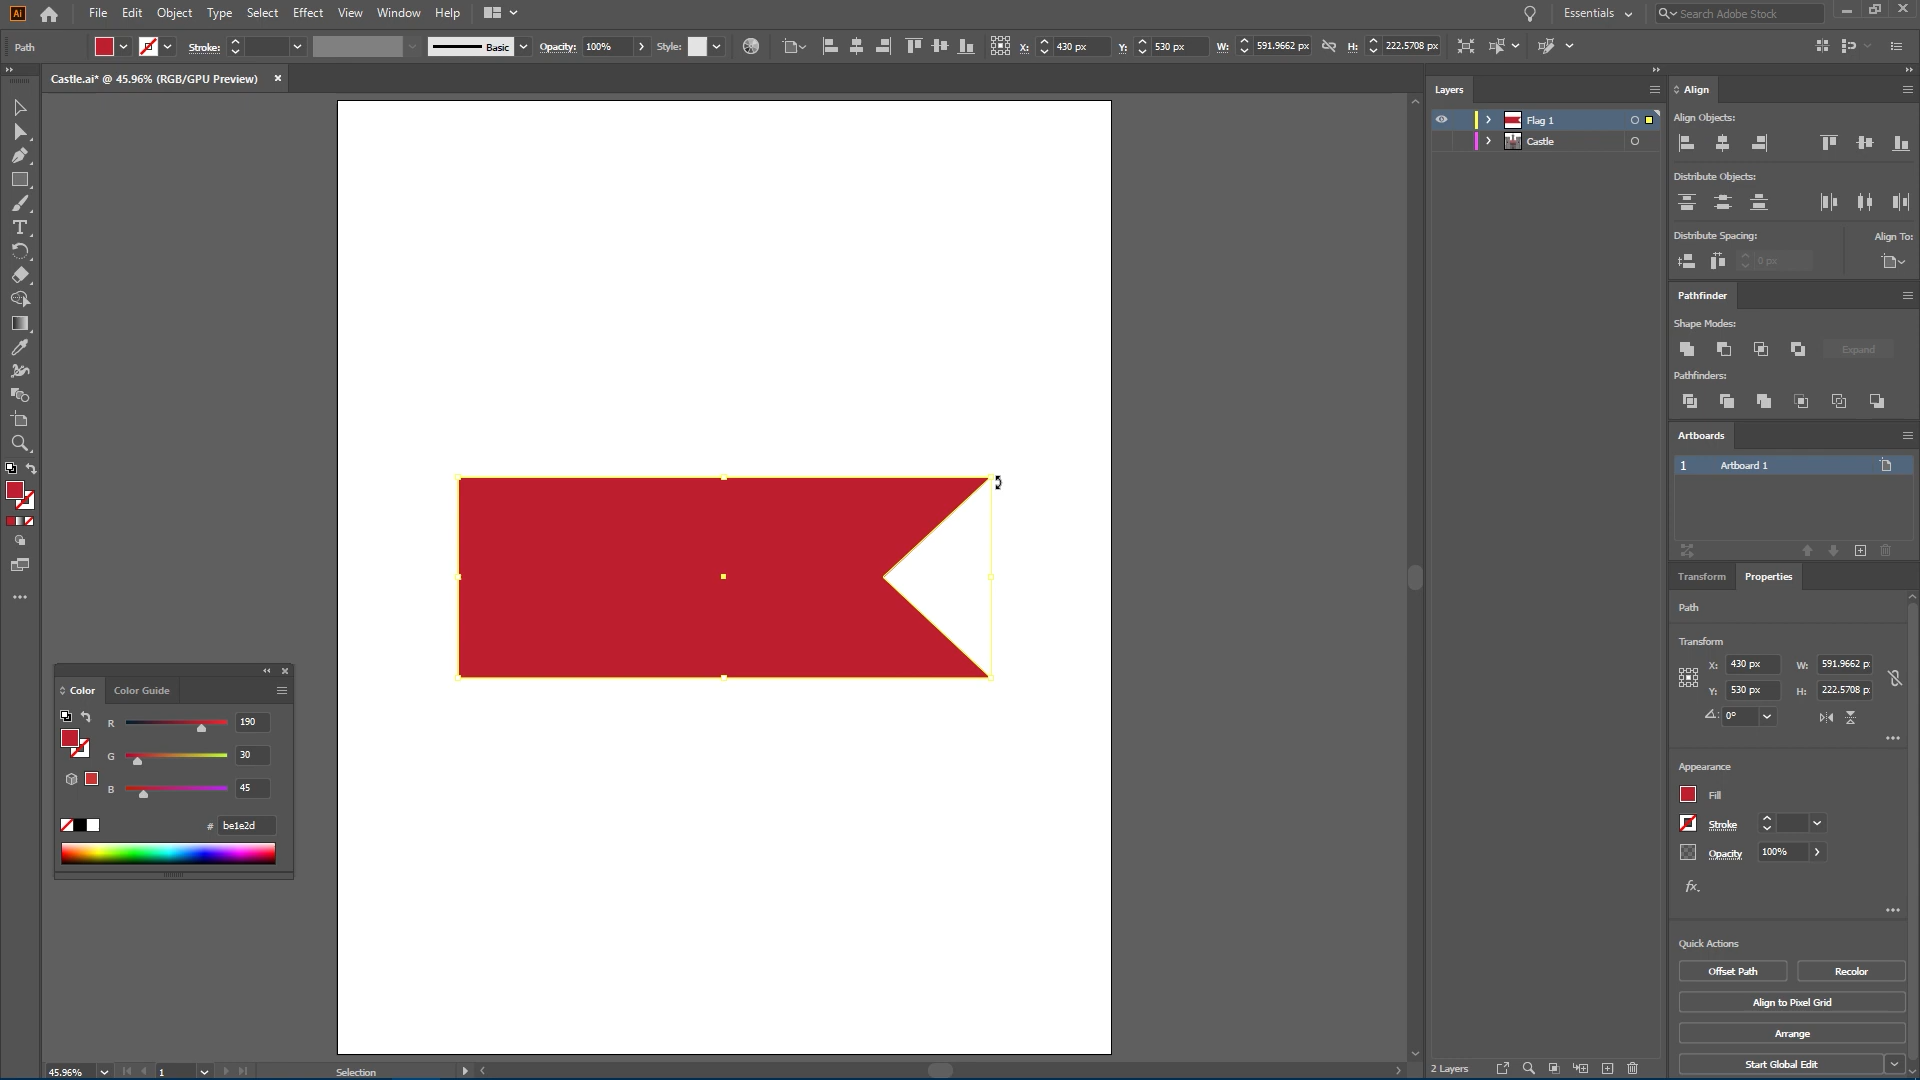 Ai File Edit Object Type Select Effect View Window Help Essentials Search Adobe Stock
Path Stroke: Basic Opacity: 100% Style: X: 430 px Y: 530 px W: 591.9662 px H: 222.5708 px
Castle.ai* @ 45.96% (RGB/GPU Preview)
Layers
Flag 1
Castle
Align
Align Objects:
Distribute Objects:
Distribute Spacing: Align To:
0 px
Pathfinder
Shape Modes:
Expand
Pathfinders:
Artboards
1 Artboard 1
Transform Properties
Path
Transform
X: 430 px W: 591.9662 p
Y: 530 px H: 222.5708 p
0°
Appearance
Fill
Stroke
Opacity 100%
fx.
Quick Actions
Offset Path Recolor
Align to Pixel Grid
Arrange
Start Global Edit
Color Color Guide
R 190
G 30
B 45
# be1e2d
45.96% 1 Selection
2 Layers